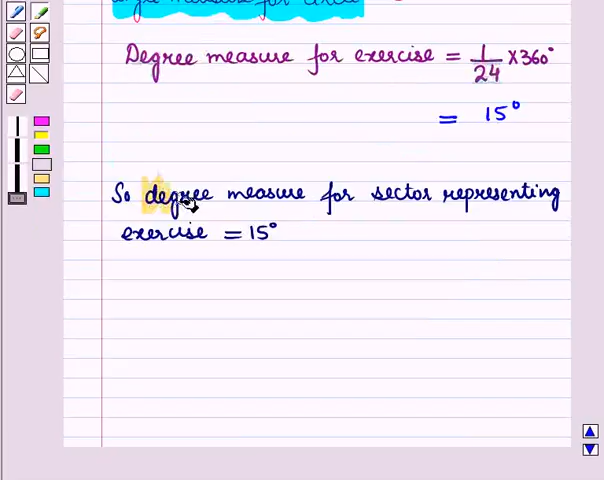 Degree measure for exercise = 1/24 × 360°
= 15°
So degree measure for sector representing
exercise = 15°